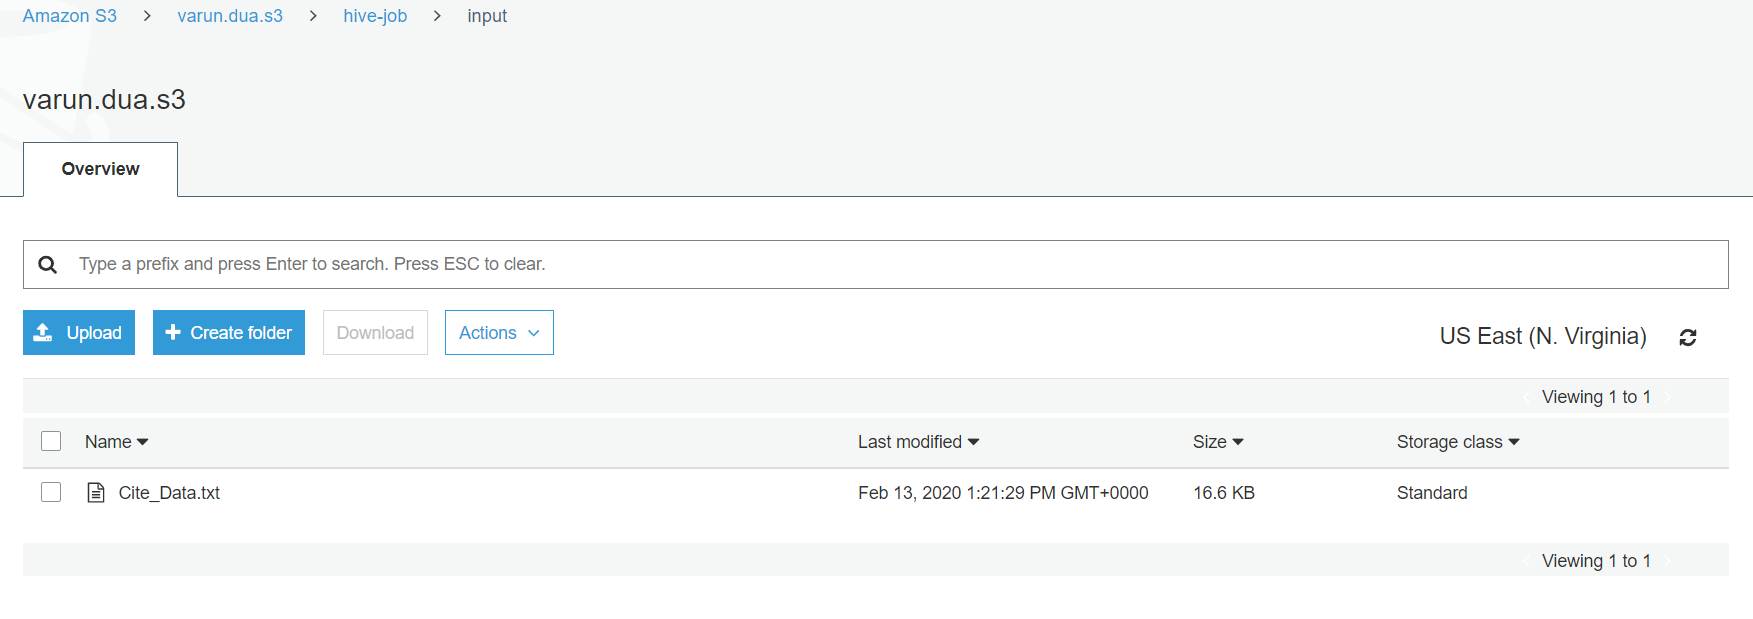 Amazon S3 > varun.dua.s3 > hive-job > input
varun.dua.s3
Overview
Type a prefix and press Enter to search. Press ESC to clear.
Upload + Create folder Download Actions
US East (N. Virginia)
Viewing 1 to 1
Name Last modified Size Storage class
Cite_Data.txt Feb 13, 2020 1:21:29 PM GMT+0000 16.6 KB Standard
Viewing 1 to 1